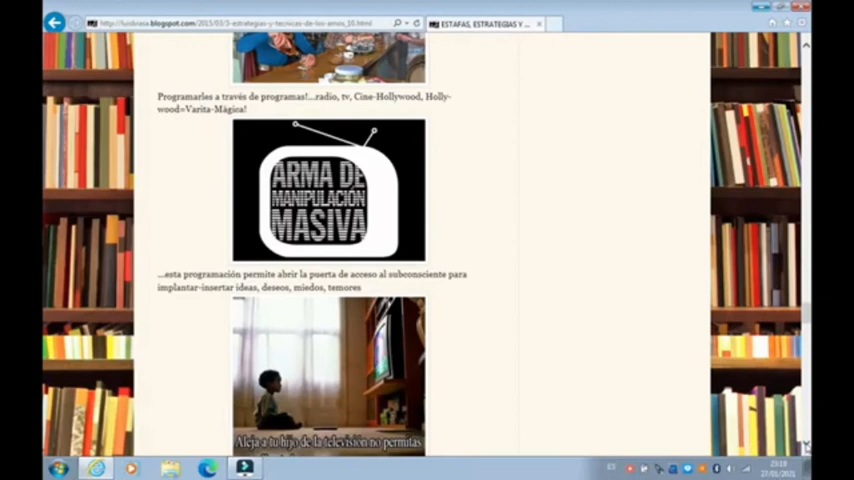 http://luisbrasa.blogspot.com/2015/03/3-estrategias-y-tecnicas-de-los-amos_10.html
ESTAFAS, ESTRATEGIAS Y ...
Programarles a través de programas!...radio, tv, Cine-Hollywood, Holly-
wood=Varita-Mágica!
ARMA DE
MANIPULACIÓN
MASIVA
...esta programación permite abrir la puerta de acceso al subconsciente para
implantar-insertar ideas, deseos, miedos, temores
Aleja a tu hijo de la televisión no permitas
ES
23:10
27/01/2021